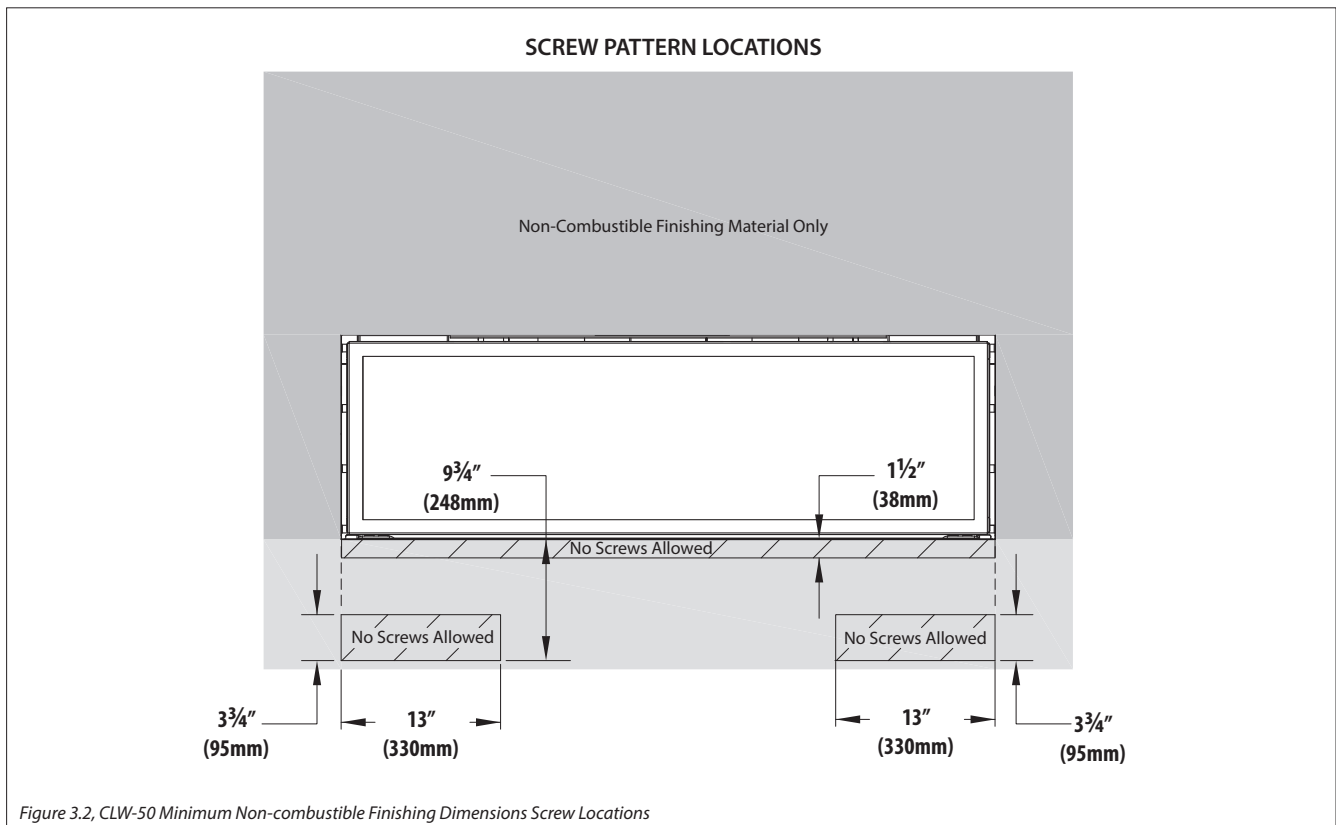 SCREW PATTERN LOCATIONS
Non-Combustible Finishing Material Only
9¾″
(248mm)
1½″
(38mm)
No Screws Allowed
No Screws Allowed
No Screws Allowed
3¾″
(95mm)
13″
(330mm)
13″
(330mm)
3¾″
(95mm)
Figure 3.2, CLW-50 Minimum Non-combustible Finishing Dimensions Screw Locations